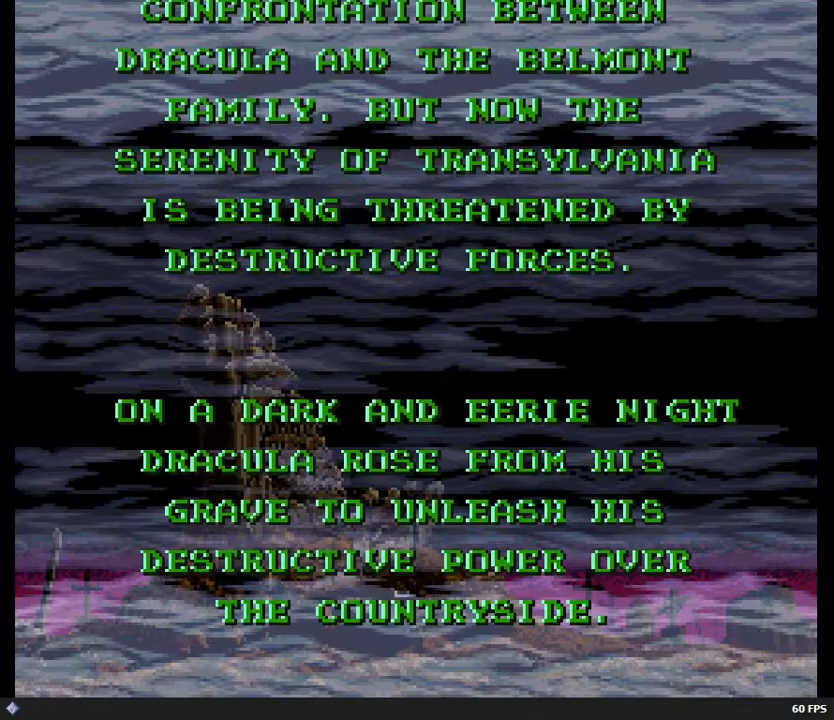 CONFRONTATION BETWEEN
DRACULA AND THE BELMONT
FAMILY. BUT NOW THE
SERENITY OF TRANSYLVANIA
IS BEING THREATENED BY
DESTRUCTIVE FORCES.
ON A DARK AND EERIE NIGHT
DRACULA ROSE FROM HIS
GRAVE TO UNLEASH HIS
DESTRUCTIVE POWER OVER
THE COUNTRYSIDE.
60 FPS